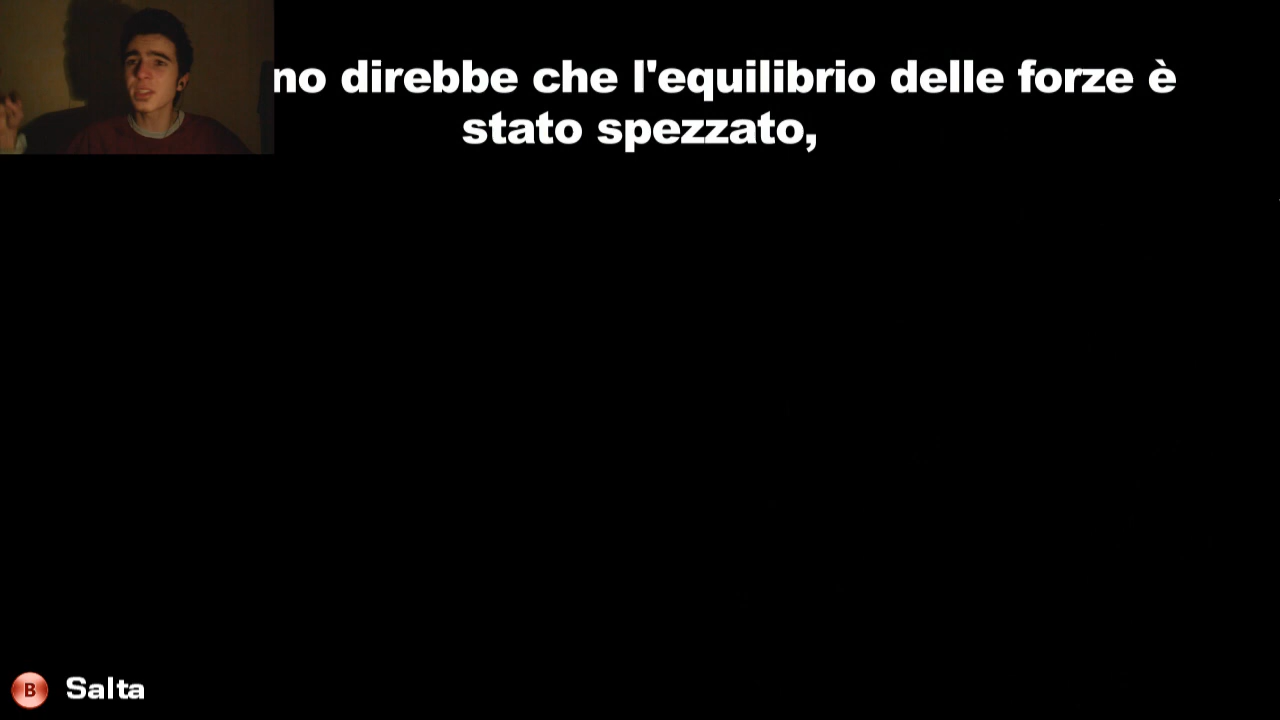 no direbbe che l'equilibrio delle forze è
stato spezzato,
B Salta